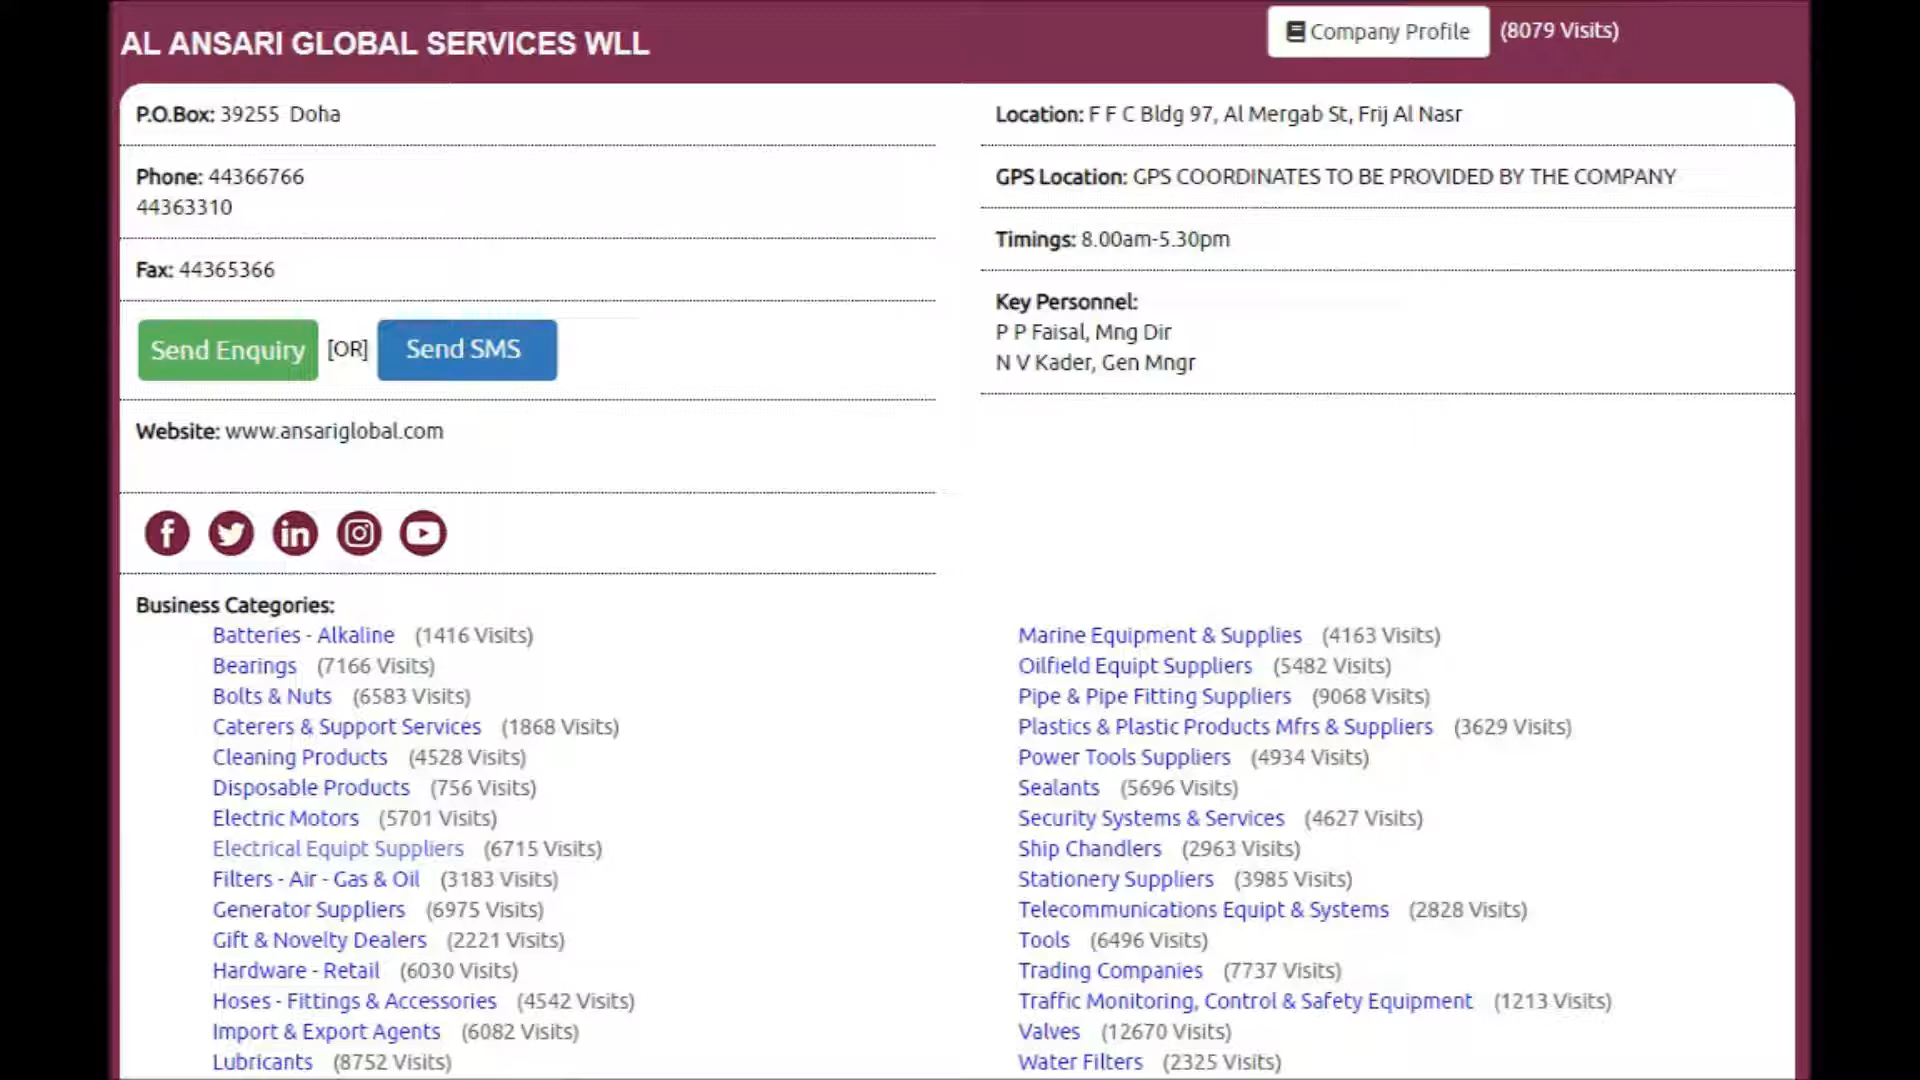 AL ANSARI GLOBAL SERVICES WLL
Company Profile (8079 Visits)
P.O.Box: 39255 Doha
Phone: 44366766
44363310
Fax: 44365366
Send Enquiry [OR] Send SMS
Website: www.ansariglobal.com
Location: F F C Bldg 97, Al Mergab St, Frij Al Nasr
GPS Location: GPS COORDINATES TO BE PROVIDED BY THE COMPANY
Timings: 8.00am-5.30pm
Key Personnel:
P P Faisal, Mng Dir
N V Kader, Gen Mngr
Business Categories:
Batteries - Alkaline (1416 Visits)
Bearings (7166 Visits)
Bolts & Nuts (6583 Visits)
Caterers & Support Services (1868 Visits)
Cleaning Products (4528 Visits)
Disposable Products (756 Visits)
Electric Motors (5701 Visits)
Electrical Equipt Suppliers (6715 Visits)
Filters - Air - Gas & Oil (3183 Visits)
Generator Suppliers (6975 Visits)
Gift & Novelty Dealers (2221 Visits)
Hardware - Retail (6030 Visits)
Hoses - Fittings & Accessories (4542 Visits)
Import & Export Agents (6082 Visits)
Lubricants (8752 Visits)
Marine Equipment & Supplies (4163 Visits)
Oilfield Equipt Suppliers (5482 Visits)
Pipe & Pipe Fitting Suppliers (9068 Visits)
Plastics & Plastic Products Mfrs & Suppliers (3629 Visits)
Power Tools Suppliers (4934 Visits)
Sealants (5696 Visits)
Security Systems & Services (4627 Visits)
Ship Chandlers (2963 Visits)
Stationery Suppliers (3985 Visits)
Telecommunications Equipt & Systems (2828 Visits)
Tools (6496 Visits)
Trading Companies (7737 Visits)
Traffic Monitoring, Control & Safety Equipment (1213 Visits)
Valves (12670 Visits)
Water Filters (2325 Visits)